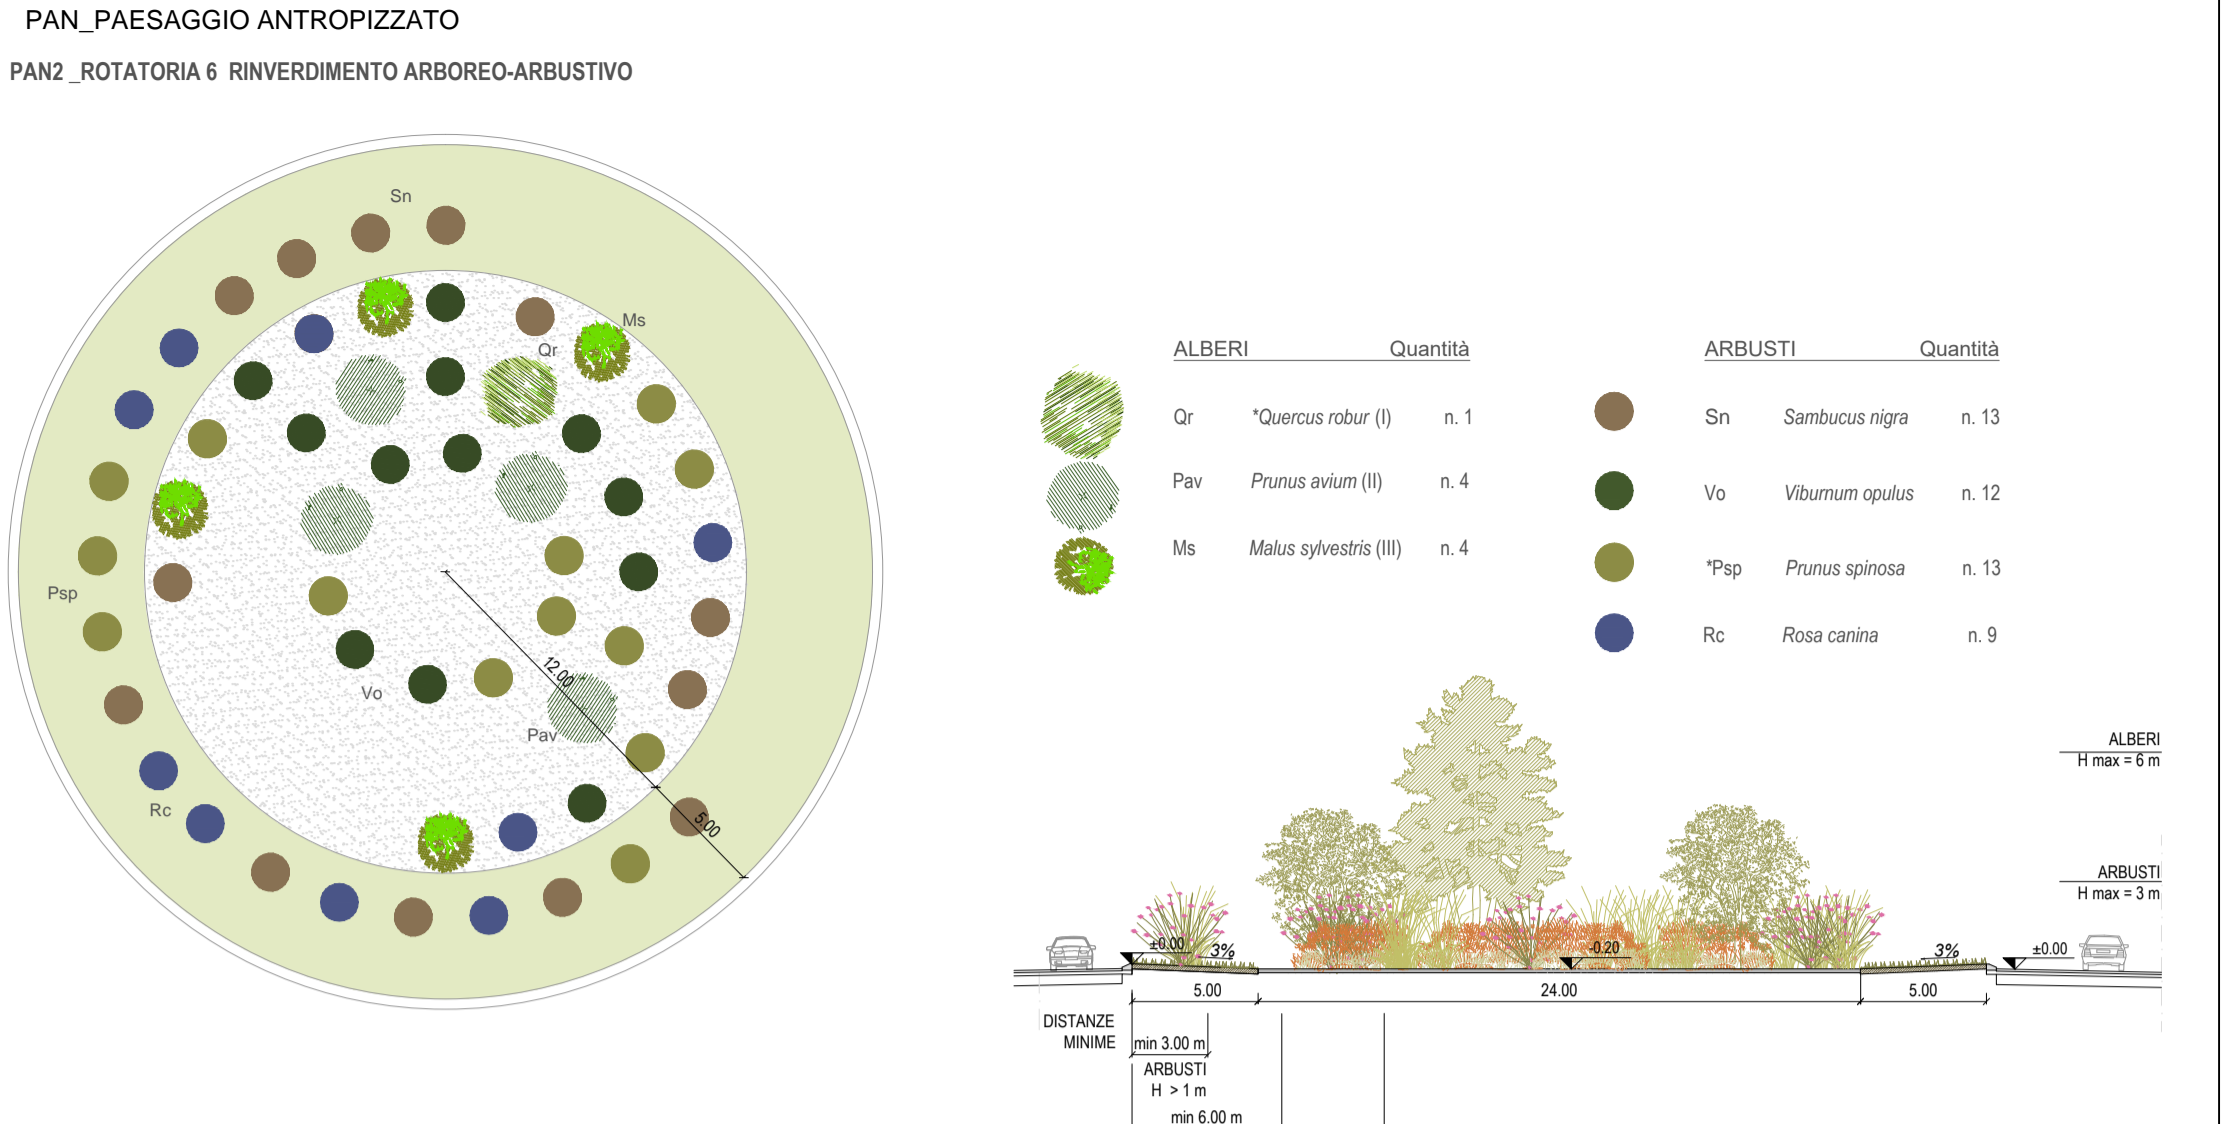 PAN_PAESAGGIO ANTROPIZZATO
PAN2 _ROTATORIA 6 RINVERDIMENTO ARBOREO-ARBUSTIVO
Sn
Ms
Qr
Psp
Vo
Pav
Rc
12.00
5.00
ALBERI Quantità
Qr *Quercus robur (I) n. 1
Pav Prunus avium (II) n. 4
Ms Malus sylvestris (III) n. 4
ARBUSTI Quantità
Sn Sambucus nigra n. 13
Vo Viburnum opulus n. 12
*Psp Prunus spinosa n. 13
Rc Rosa canina n. 9
ALBERI
H max = 6 m
ARBUSTI
H max = 3 m
±0.00 3% -0.20 3% ±0.00
5.00 24.00 5.00
DISTANZE
MINIME
min 3.00 m
ARBUSTI
H > 1 m
min 6.00 m